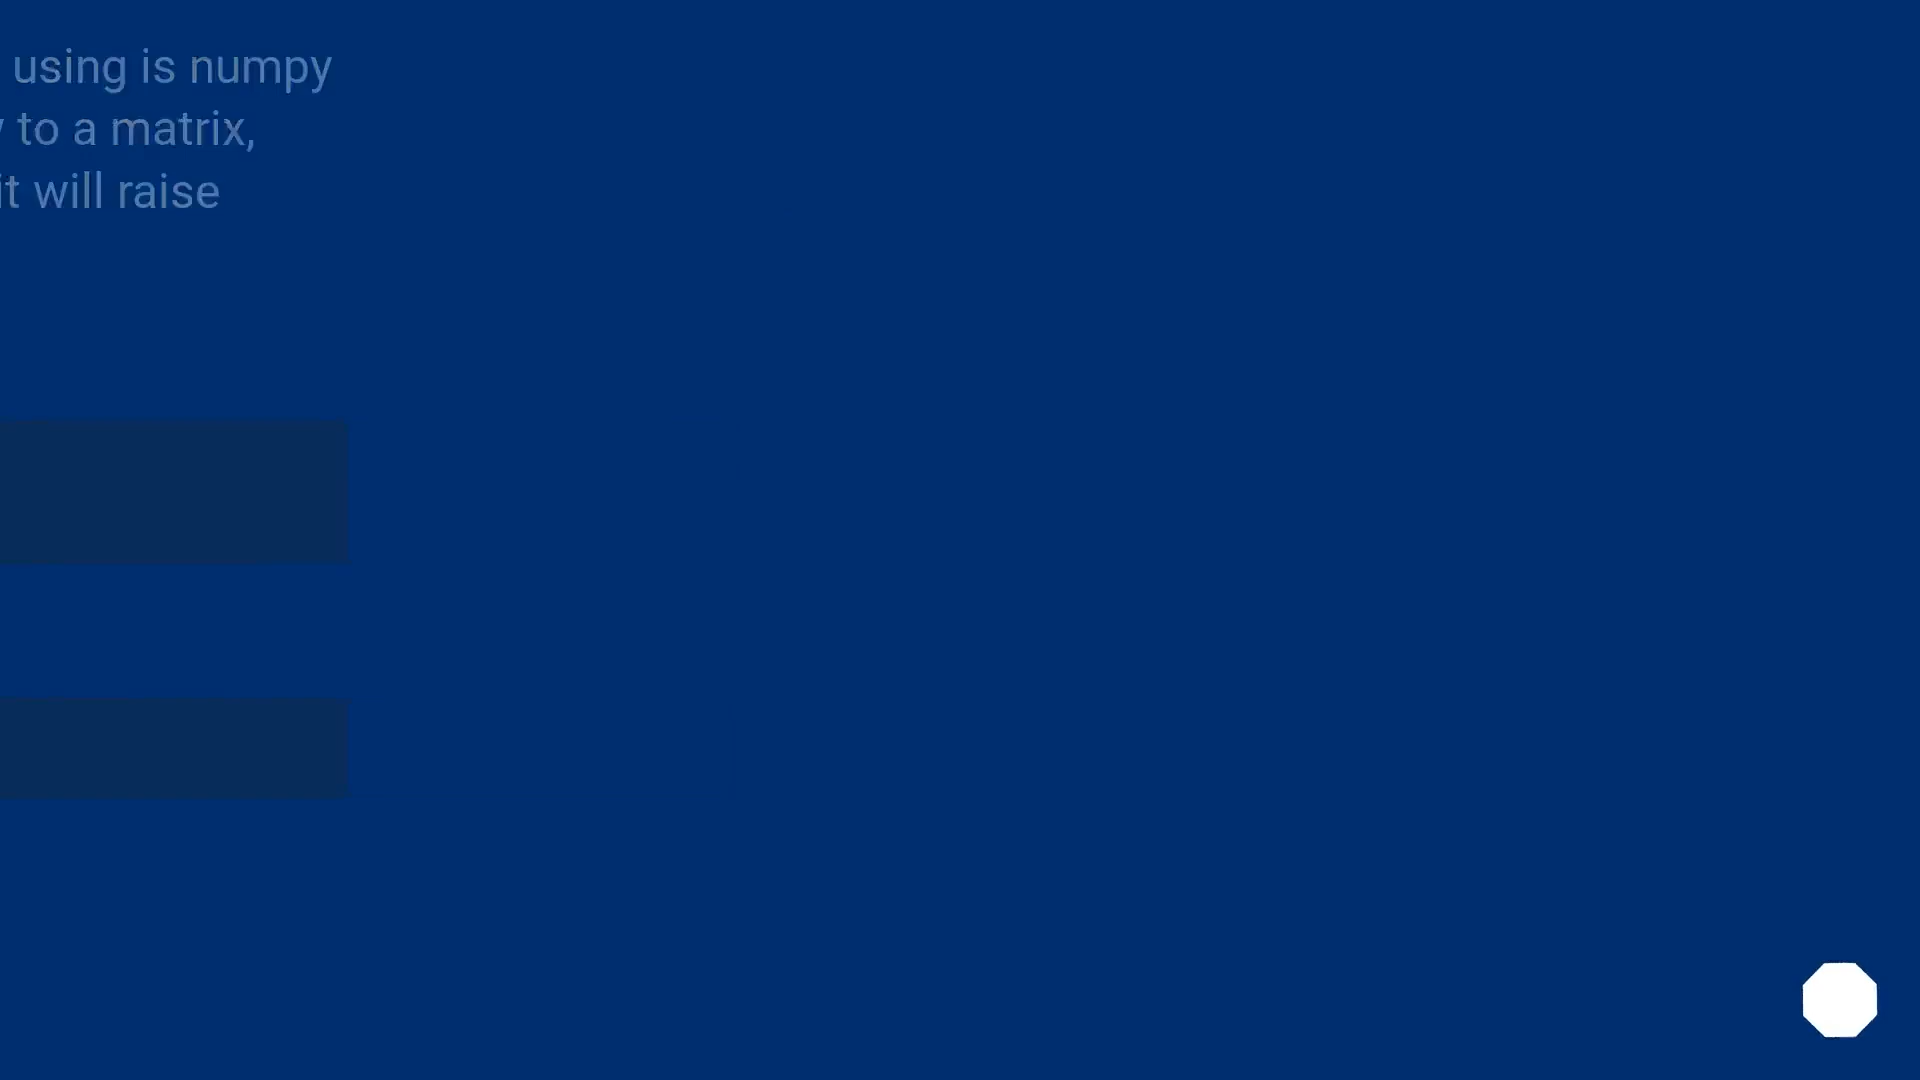 using is numpy
to a matrix,
it will raise